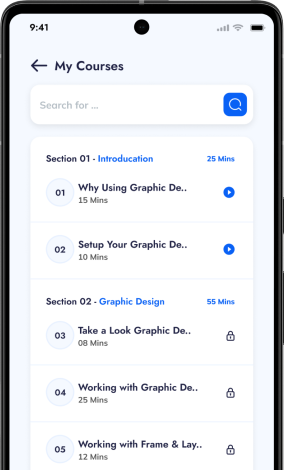 9:41
My Courses
Search for ...
Section 01 - Introducation 25 Mins
01 Why Using Graphic De..
15 Mins
02 Setup Your Graphic De..
10 Mins
Section 02 - Graphic Design 55 Mins
03 Take a Look Graphic De..
08 Mins
04 Working with Graphic De..
25 Mins
05 Working with Frame & Lay..
12 Mins